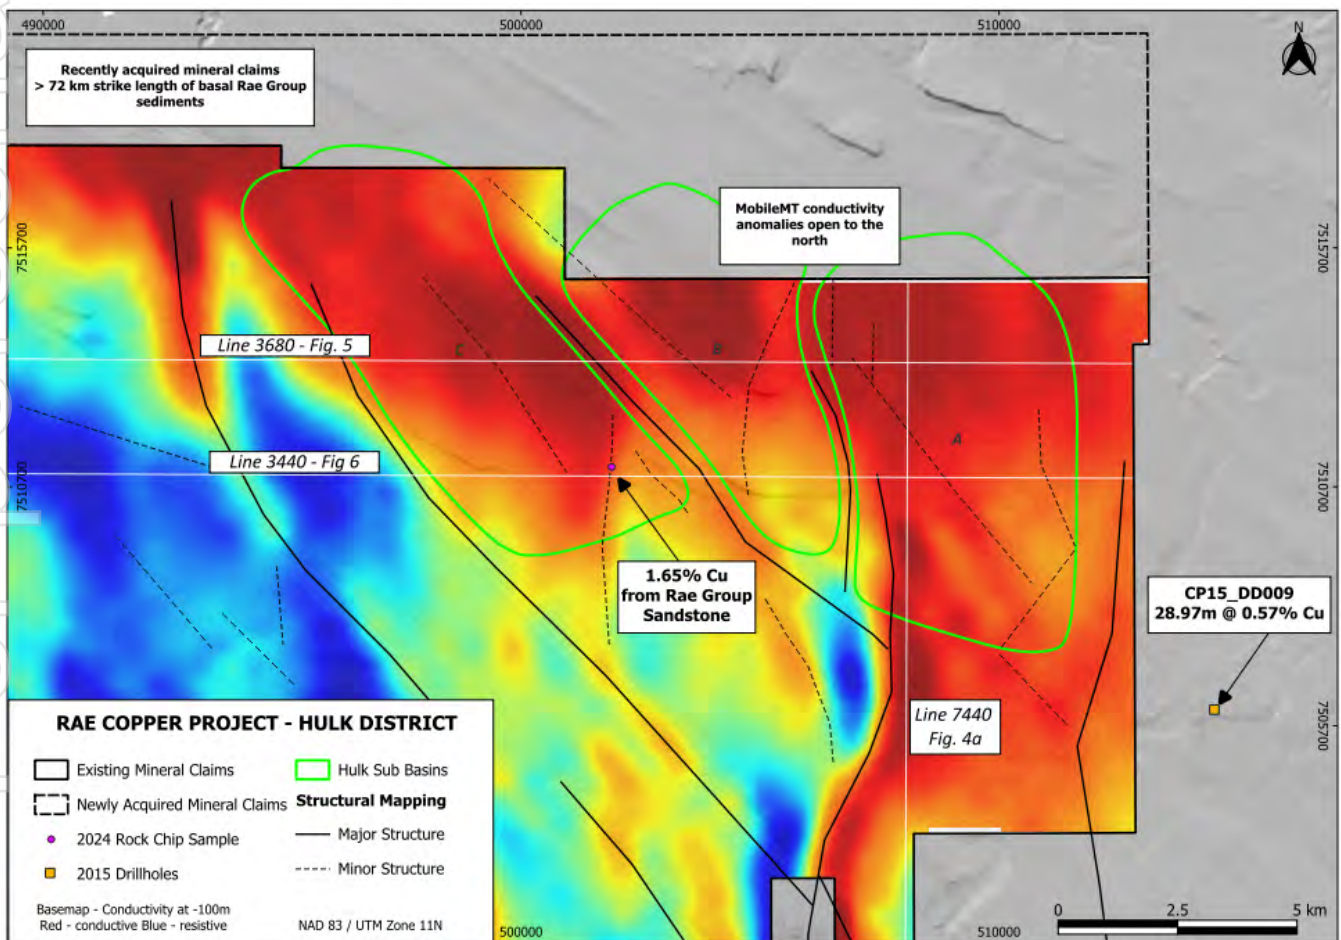 490000
500000
510000
N
Recently acquired mineral claims
> 72 km strike length of basal Rae Group
sediments
MobileMT conductivity
anomalies open to the
north
7515700
7515700
Line 3680 - Fig. 5
C
B
A
Line 3440 - Fig 6
7510700
7510700
1.65% Cu
from Rae Group
Sandstone
CP15_DD009
28.97m @ 0.57% Cu
Line 7440
Fig. 4a
7505700
RAE COPPER PROJECT - HULK DISTRICT
Existing Mineral Claims
Hulk Sub Basins
Newly Acquired Mineral Claims
Structural Mapping
2024 Rock Chip Sample
Major Structure
2015 Drillholes
Minor Structure
Basemap - Conductivity at -100m
Red - conductive Blue - resistive
NAD 83 / UTM Zone 11N
0
2.5
5 km
500000
510000